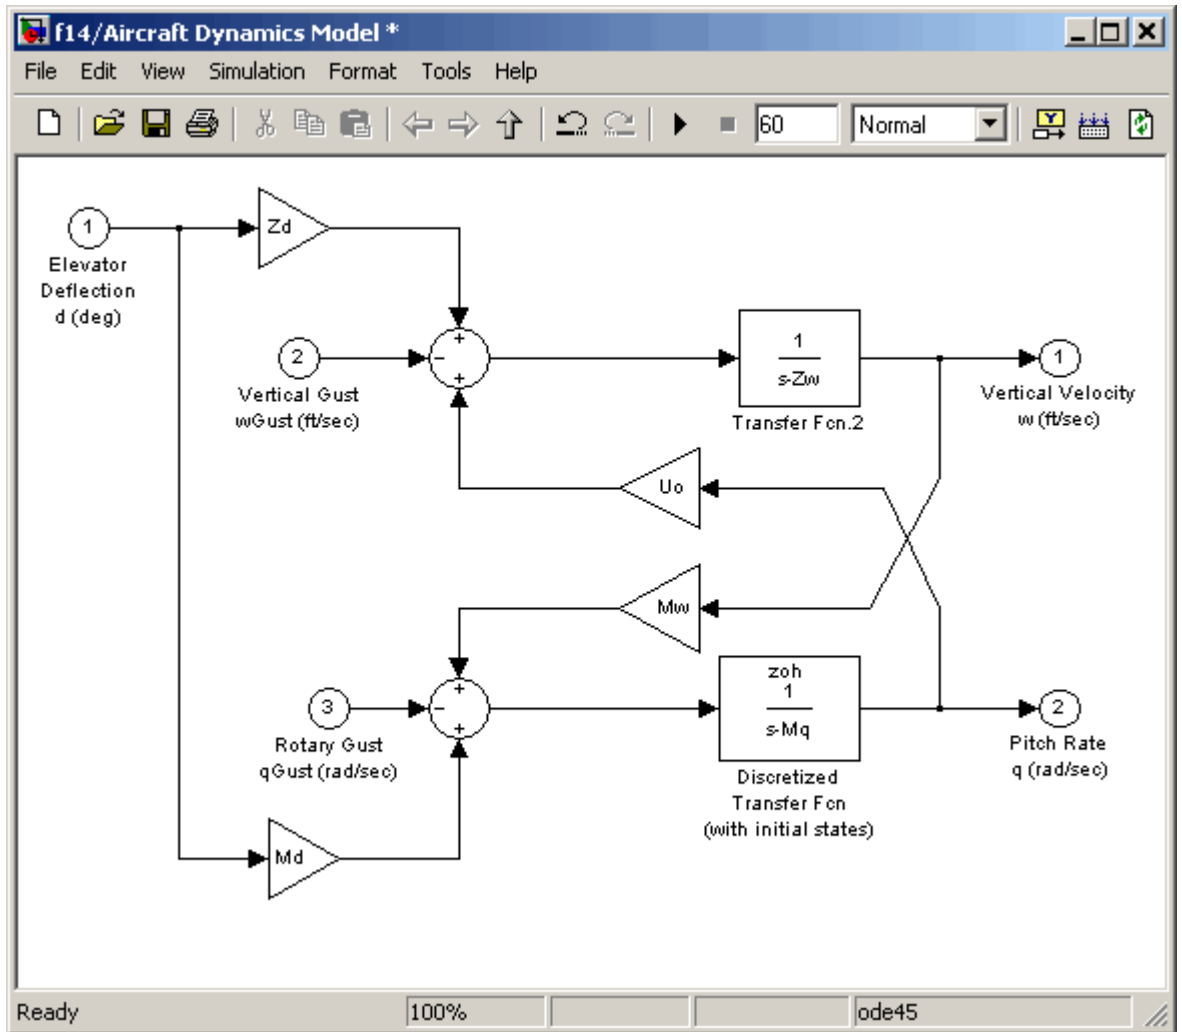 f14/Aircraft Dynamics Model *
File Edit View Simulation Format Tools Help
60 Normal
1
Elevator
Deflection
d (deg)
Zd
+
-
+
2
Vertical Gust
wGust (ft/sec)
1
s-Zw
Transfer Fcn.2
1
Vertical Velocity
w (ft/sec)
Uo
Mw
+
-
+
3
Rotary Gust
qGust (rad/sec)
zoh
1
s-Mq
Discretized
Transfer Fcn
(with initial states)
2
Pitch Rate
q (rad/sec)
Md
Ready 100% ode45